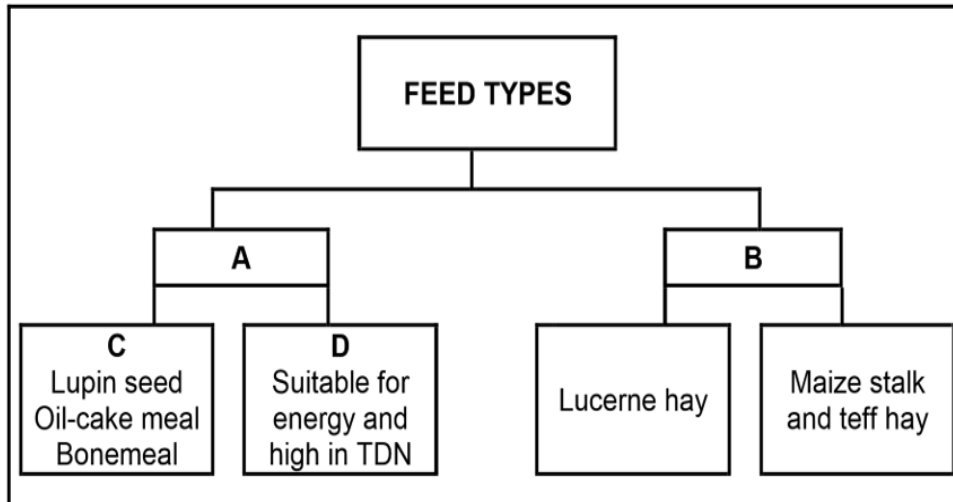 FEED TYPES
A
B
C
Lupin seed
Oil-cake meal
Bonemeal
D
Suitable for
energy and
high in TDN
Lucerne hay
Maize stalk
and teff hay